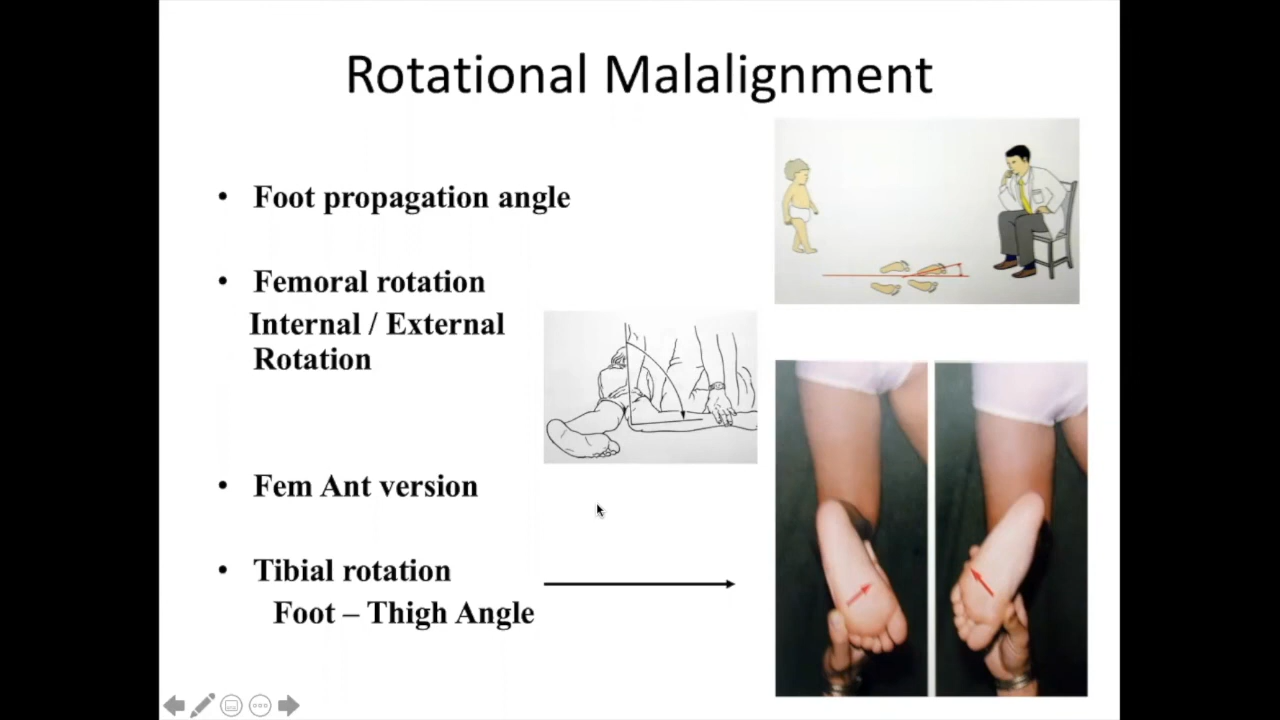 Rotational Malalignment
• Foot propagation angle
• Femoral rotation
Internal / External
Rotation
• Fem Ant version
• Tibial rotation
Foot – Thigh Angle